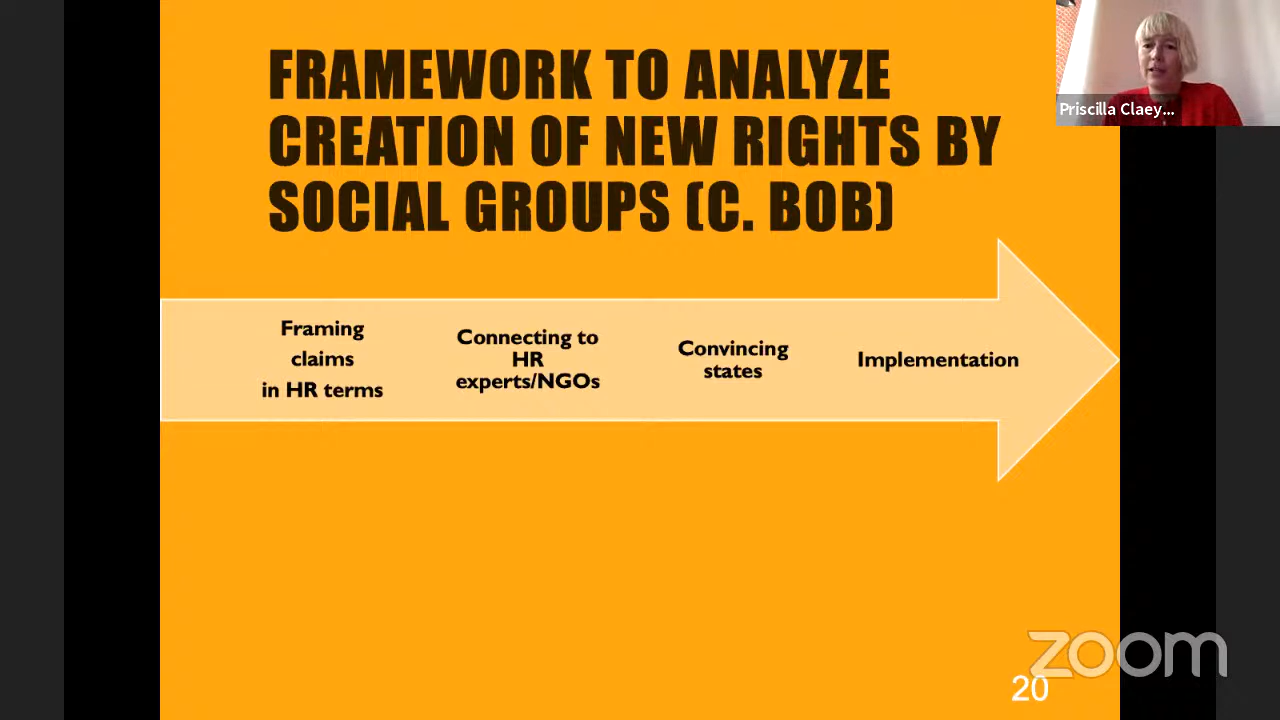 FRAMEWORK TO ANALYZE
CREATION OF NEW RIGHTS BY
SOCIAL GROUPS (C. BOB)
Priscilla Claey...
Framing
claims
in HR terms
Connecting to
HR
experts/NGOs
Convincing
states
Implementation
zoom
20